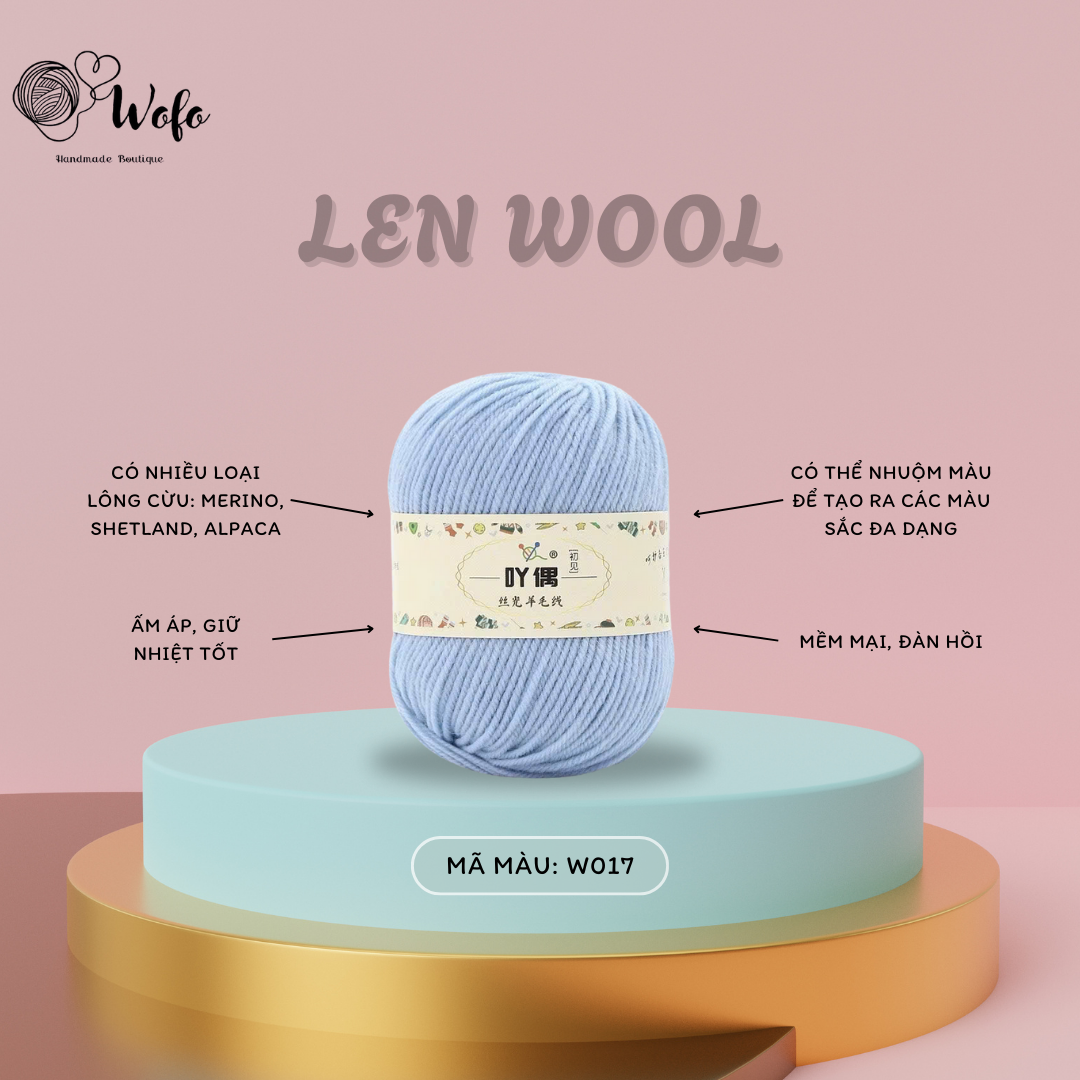 Wofo
Handmade Boutique
LEN WOOL
CÓ NHIỀU LOẠI
LÔNG CỪU: MERINO,
SHETLAND, ALPACA
CÓ THỂ NHUỘM MÀU
ĐỂ TẠO RA CÁC MÀU
SẮC ĐA DẠNG
®
初见
吖偶
丝光羊毛线
ẤM ÁP, GIỮ
NHIỆT TỐT
MỀM MẠI, ĐÀN HỒI
MÃ MÀU: W017